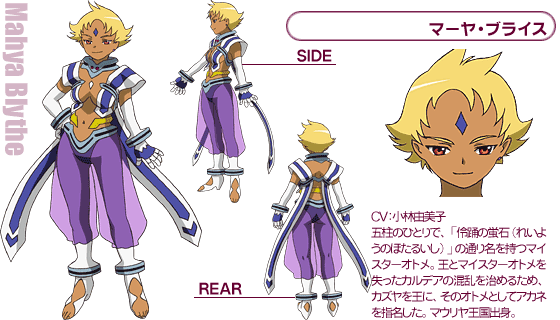 Mahya Blythe
マーヤ・ブライス
SIDE
REAR
CV：小林由美子
五柱のひとりで、「伶踊の蛍石（れいよ
うのほたるいし）」の通り名を持つマイ
スターオトメ。王とマイスターオトメを
失ったカルデアの混乱を治めるため、
カズヤを王に、そのオトメとしてアカネ
を指名した。マウリヤ王国出身。